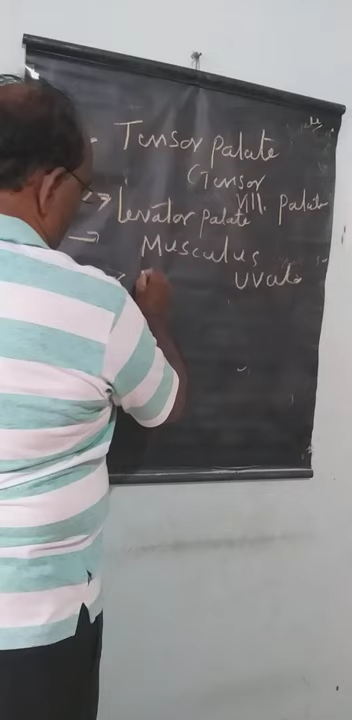 Tensor palate
(Tensor
VIII. palate
Levator palate
Musculus
uvula